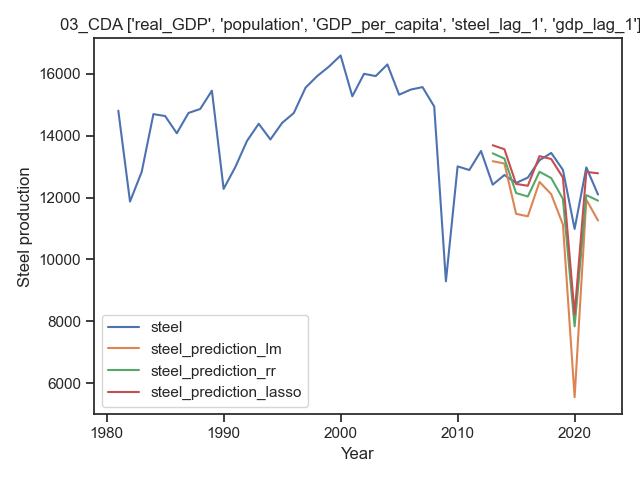 03_CDA ['real_GDP', 'population', 'GDP_per_capita', 'steel_lag_1', 'gdp_lag_1']
16000
14000
12000
10000
8000
6000
Steel production
steel
steel_prediction_lm
steel_prediction_rr
steel_prediction_lasso
1980
1990
2000
2010
2020
Year